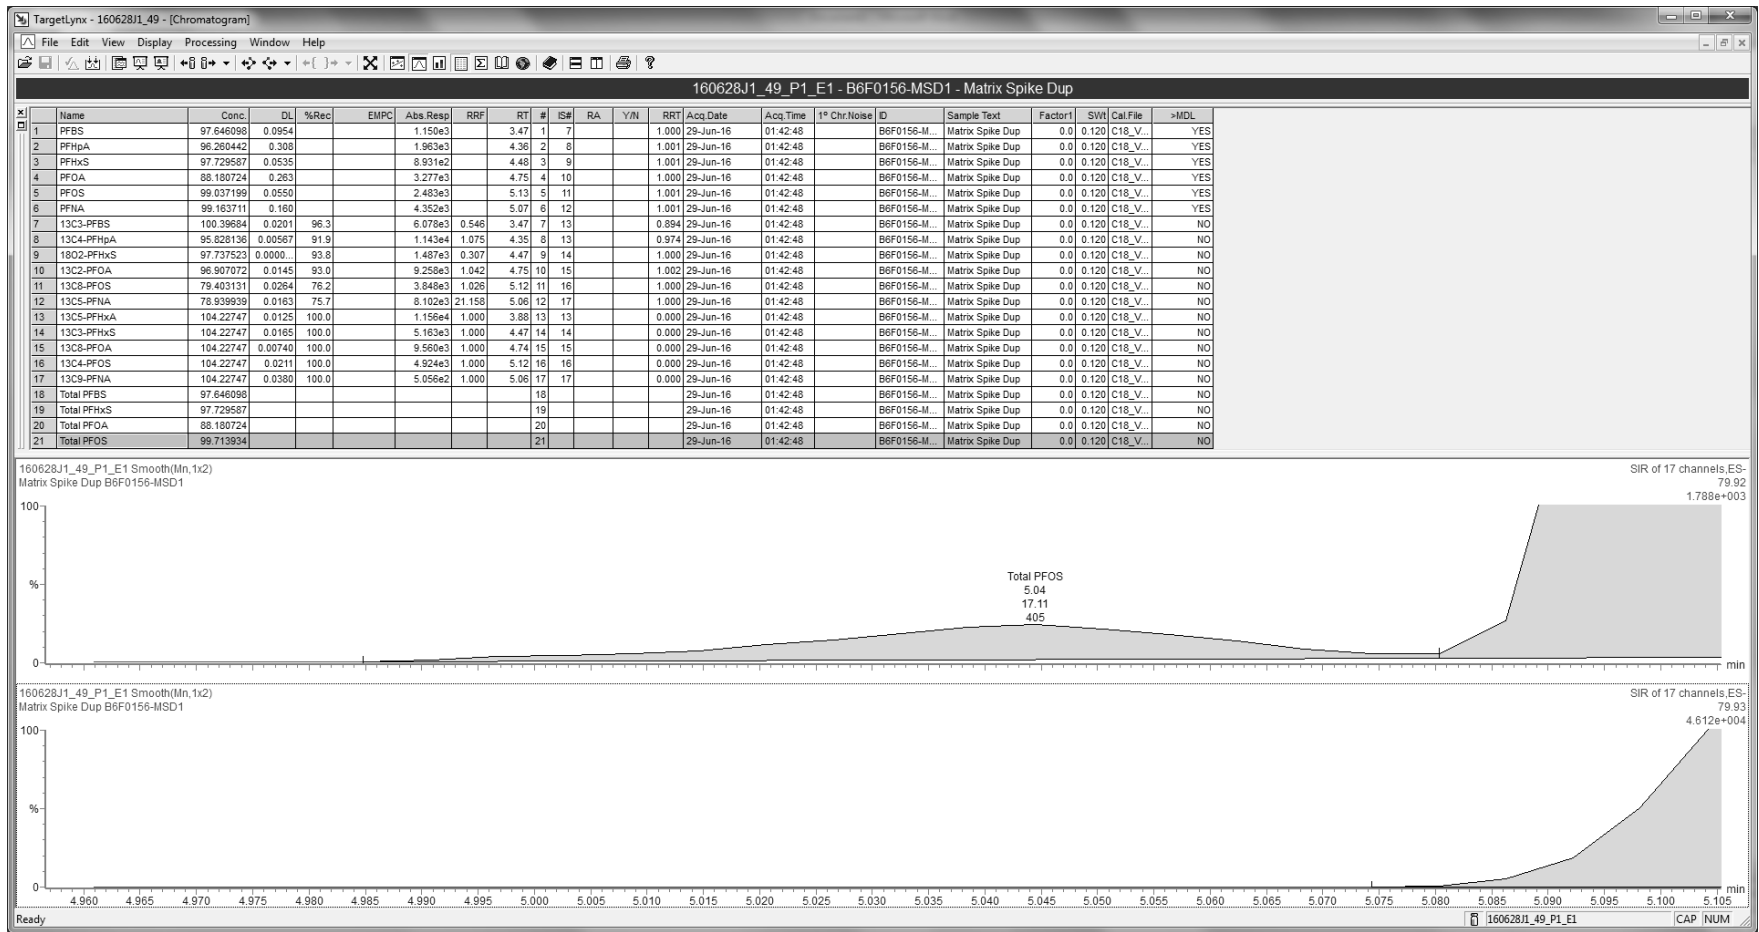 TargetLynx - 160628J1_49 - [Chromatogram]
File Edit View Display Processing Window Help
160628J1_49_P1_E1 - B6F0156-MSD1 - Matrix Spike Dup
Name Conc. DL %Rec EMPC Abs.Resp RRF RT # IS# RA Y/N RRT Acq.Date Acq.Time 1° Chr.Noise ID Sample Text Factor1 SWt Cal.File >MDL
1 PFBS 97.646098 0.0954 1.150e3 3.47 1 7 1.000 29-Jun-16 01:42:48 B6F0156-M... Matrix Spike Dup 0.0 0.120 C18_V... YES
2 PFHpA 96.260442 0.308 1.963e3 4.36 2 8 1.001 29-Jun-16 01:42:48 B6F0156-M... Matrix Spike Dup 0.0 0.120 C18_V... YES
3 PFHxS 97.729587 0.0535 8.931e2 4.48 3 9 1.001 29-Jun-16 01:42:48 B6F0156-M... Matrix Spike Dup 0.0 0.120 C18_V... YES
4 PFOA 88.180724 0.263 3.277e3 4.75 4 10 1.000 29-Jun-16 01:42:48 B6F0156-M... Matrix Spike Dup 0.0 0.120 C18_V... YES
5 PFOS 99.037199 0.0550 2.483e3 5.13 5 11 1.001 29-Jun-16 01:42:48 B6F0156-M... Matrix Spike Dup 0.0 0.120 C18_V... YES
6 PFNA 99.163711 0.160 4.352e3 5.07 6 12 1.001 29-Jun-16 01:42:48 B6F0156-M... Matrix Spike Dup 0.0 0.120 C18_V... YES
7 13C3-PFBS 100.39684 0.0201 96.3 6.078e3 0.546 3.47 7 13 0.894 29-Jun-16 01:42:48 B6F0156-M... Matrix Spike Dup 0.0 0.120 C18_V... NO
8 13C4-PFHpA 95.828136 0.00567 91.9 1.143e4 1.075 4.35 8 13 0.974 29-Jun-16 01:42:48 B6F0156-M... Matrix Spike Dup 0.0 0.120 C18_V... NO
9 18O2-PFHxS 97.737523 0.0000... 93.8 1.487e3 0.307 4.47 9 14 1.000 29-Jun-16 01:42:48 B6F0156-M... Matrix Spike Dup 0.0 0.120 C18_V... NO
10 13C2-PFOA 96.907072 0.0145 93.0 9.258e3 1.042 4.75 10 15 1.002 29-Jun-16 01:42:48 B6F0156-M... Matrix Spike Dup 0.0 0.120 C18_V... NO
11 13C8-PFOS 79.403131 0.0264 76.2 3.848e3 1.026 5.12 11 16 1.000 29-Jun-16 01:42:48 B6F0156-M... Matrix Spike Dup 0.0 0.120 C18_V... NO
12 13C5-PFNA 78.939939 0.0163 75.7 8.102e3 21.158 5.06 12 17 1.000 29-Jun-16 01:42:48 B6F0156-M... Matrix Spike Dup 0.0 0.120 C18_V... NO
13 13C5-PFHxA 104.22747 0.0125 100.0 1.156e4 1.000 3.88 13 13 0.000 29-Jun-16 01:42:48 B6F0156-M... Matrix Spike Dup 0.0 0.120 C18_V... NO
14 13C3-PFHxS 104.22747 0.0165 100.0 5.163e3 1.000 4.47 14 14 0.000 29-Jun-16 01:42:48 B6F0156-M... Matrix Spike Dup 0.0 0.120 C18_V... NO
15 13C8-PFOA 104.22747 0.00740 100.0 9.560e3 1.000 4.74 15 15 0.000 29-Jun-16 01:42:48 B6F0156-M... Matrix Spike Dup 0.0 0.120 C18_V... NO
16 13C4-PFOS 104.22747 0.0211 100.0 4.924e3 1.000 5.12 16 16 0.000 29-Jun-16 01:42:48 B6F0156-M... Matrix Spike Dup 0.0 0.120 C18_V... NO
17 13C9-PFNA 104.22747 0.0380 100.0 5.056e2 1.000 5.06 17 17 0.000 29-Jun-16 01:42:48 B6F0156-M... Matrix Spike Dup 0.0 0.120 C18_V... NO
18 Total PFBS 97.646098 18 29-Jun-16 01:42:48 B6F0156-M... Matrix Spike Dup 0.0 0.120 C18_V... NO
19 Total PFHxS 97.729587 19 29-Jun-16 01:42:48 B6F0156-M... Matrix Spike Dup 0.0 0.120 C18_V... NO
20 Total PFOA 88.180724 20 29-Jun-16 01:42:48 B6F0156-M... Matrix Spike Dup 0.0 0.120 C18_V... NO
21 Total PFOS 99.713934 21 29-Jun-16 01:42:48 B6F0156-M... Matrix Spike Dup 0.0 0.120 C18_V... NO
160628J1_49_P1_E1 Smooth(Mn,1x2) SIR of 17 channels,ES-
Matrix Spike Dup B6F0156-MSD1 79.92
1.788e+003
100
Total PFOS
%
5.04
17.11
405
0
min
160628J1_49_P1_E1 Smooth(Mn,1x2) SIR of 17 channels,ES-
Matrix Spike Dup B6F0156-MSD1 79.93
4.612e+004
100
%
0
min
4.960 4.965 4.970 4.975 4.980 4.985 4.990 4.995 5.000 5.005 5.010 5.015 5.020 5.025 5.030 5.035 5.040 5.045 5.050 5.055 5.060 5.065 5.070 5.075 5.080 5.085 5.090 5.095 5.100 5.105
Ready 160628J1_49_P1_E1 CAP NUM